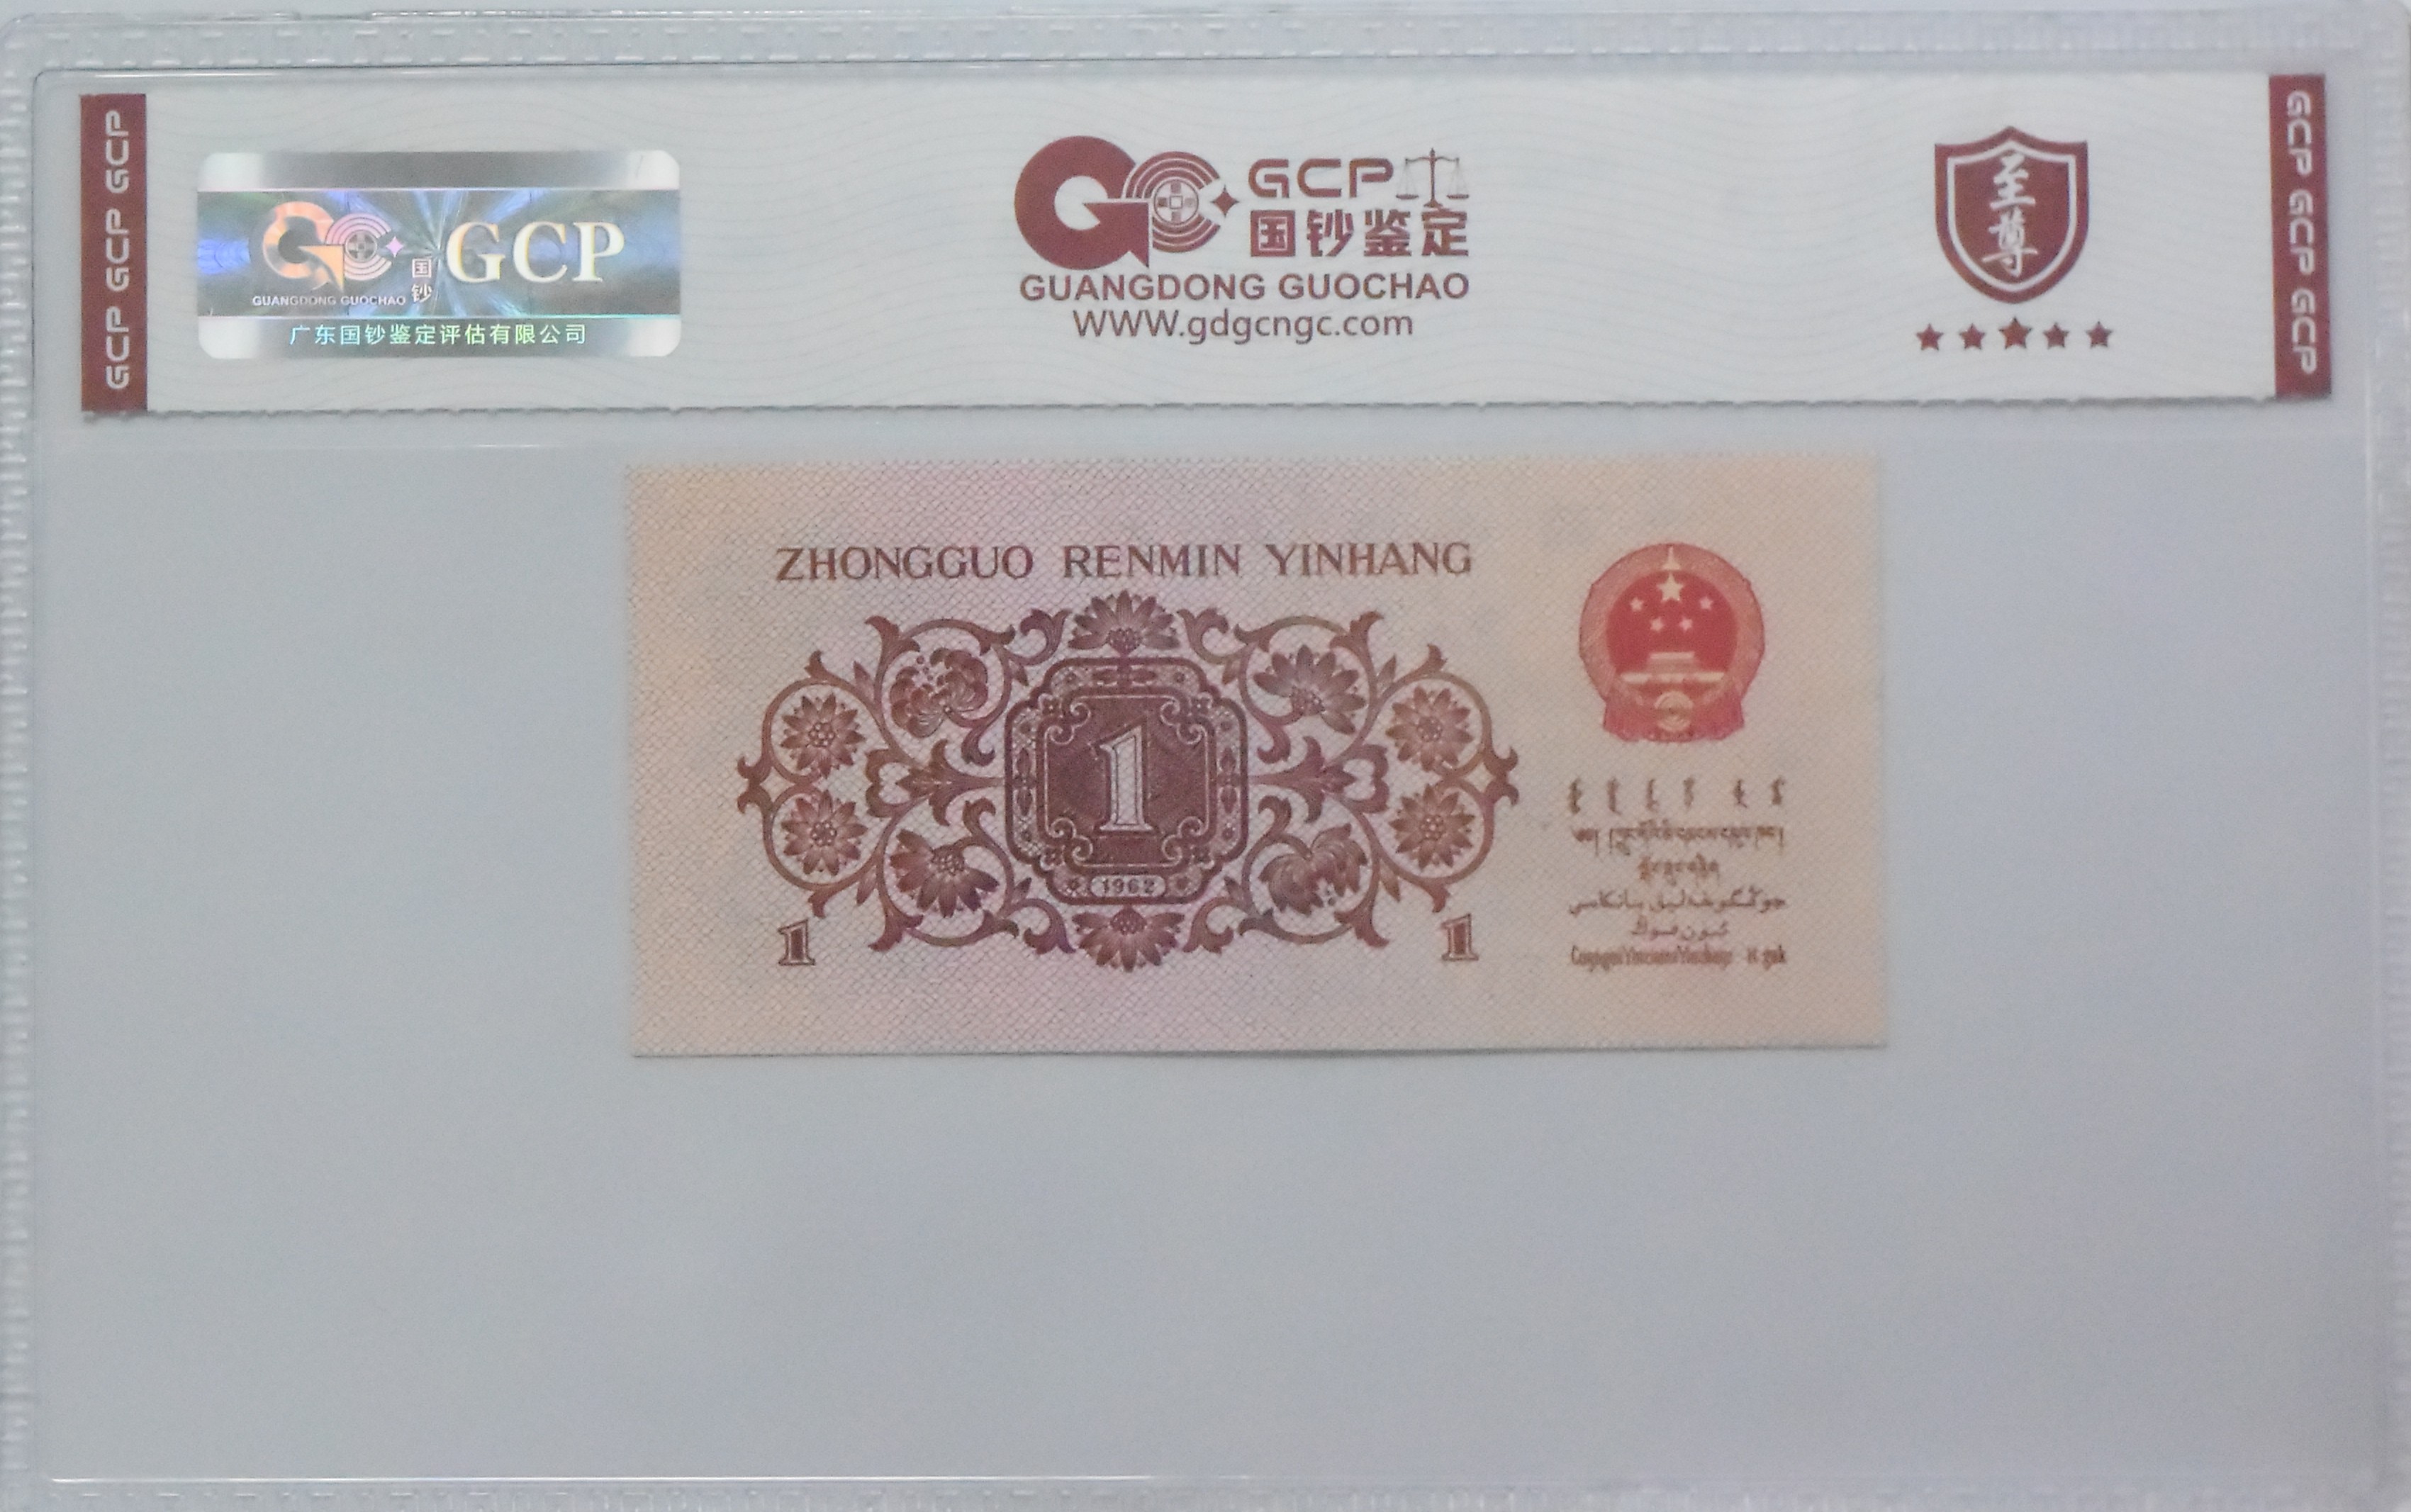 GCP GCP GCP
GUANGDONG GUOCHAO
国钞
GCP
广东国钞鉴定评估有限公司
GCP
国钞鉴定
GUANGDONG GUOCHAO
WWW.gdgcngc.com
至尊
GCP GCP GCP
ZHONGGUO RENMIN YINHANG
1
1962
1
1